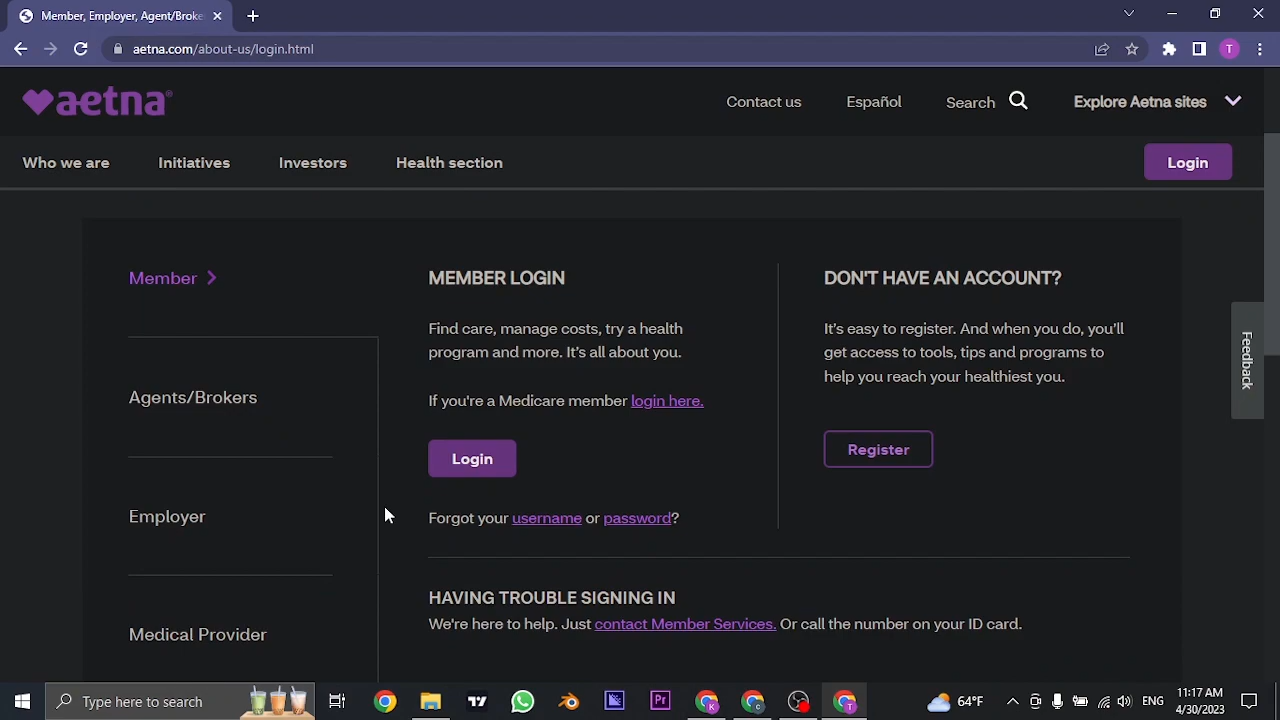 Member, Employer, Agent/Broke
aetna.com/about-us/login.html
T
aetna®
Contact us
Español
Search
Explore Aetna sites
Who we are
Initiatives
Investors
Health section
Login
Member
Agents/Brokers
Employer
Medical Provider
MEMBER LOGIN
Find care, manage costs, try a health
program and more. It's all about you.
If you're a Medicare member login here.
Login
Forgot your username or password?
DON'T HAVE AN ACCOUNT?
It's easy to register. And when you do, you'll
get access to tools, tips and programs to
help you reach your healthiest you.
Register
HAVING TROUBLE SIGNING IN
We're here to help. Just contact Member Services. Or call the number on your ID card.
Feedback
Type here to search
Pr
K
C
T
64°F
ENG
11:17 AM
4/30/2023